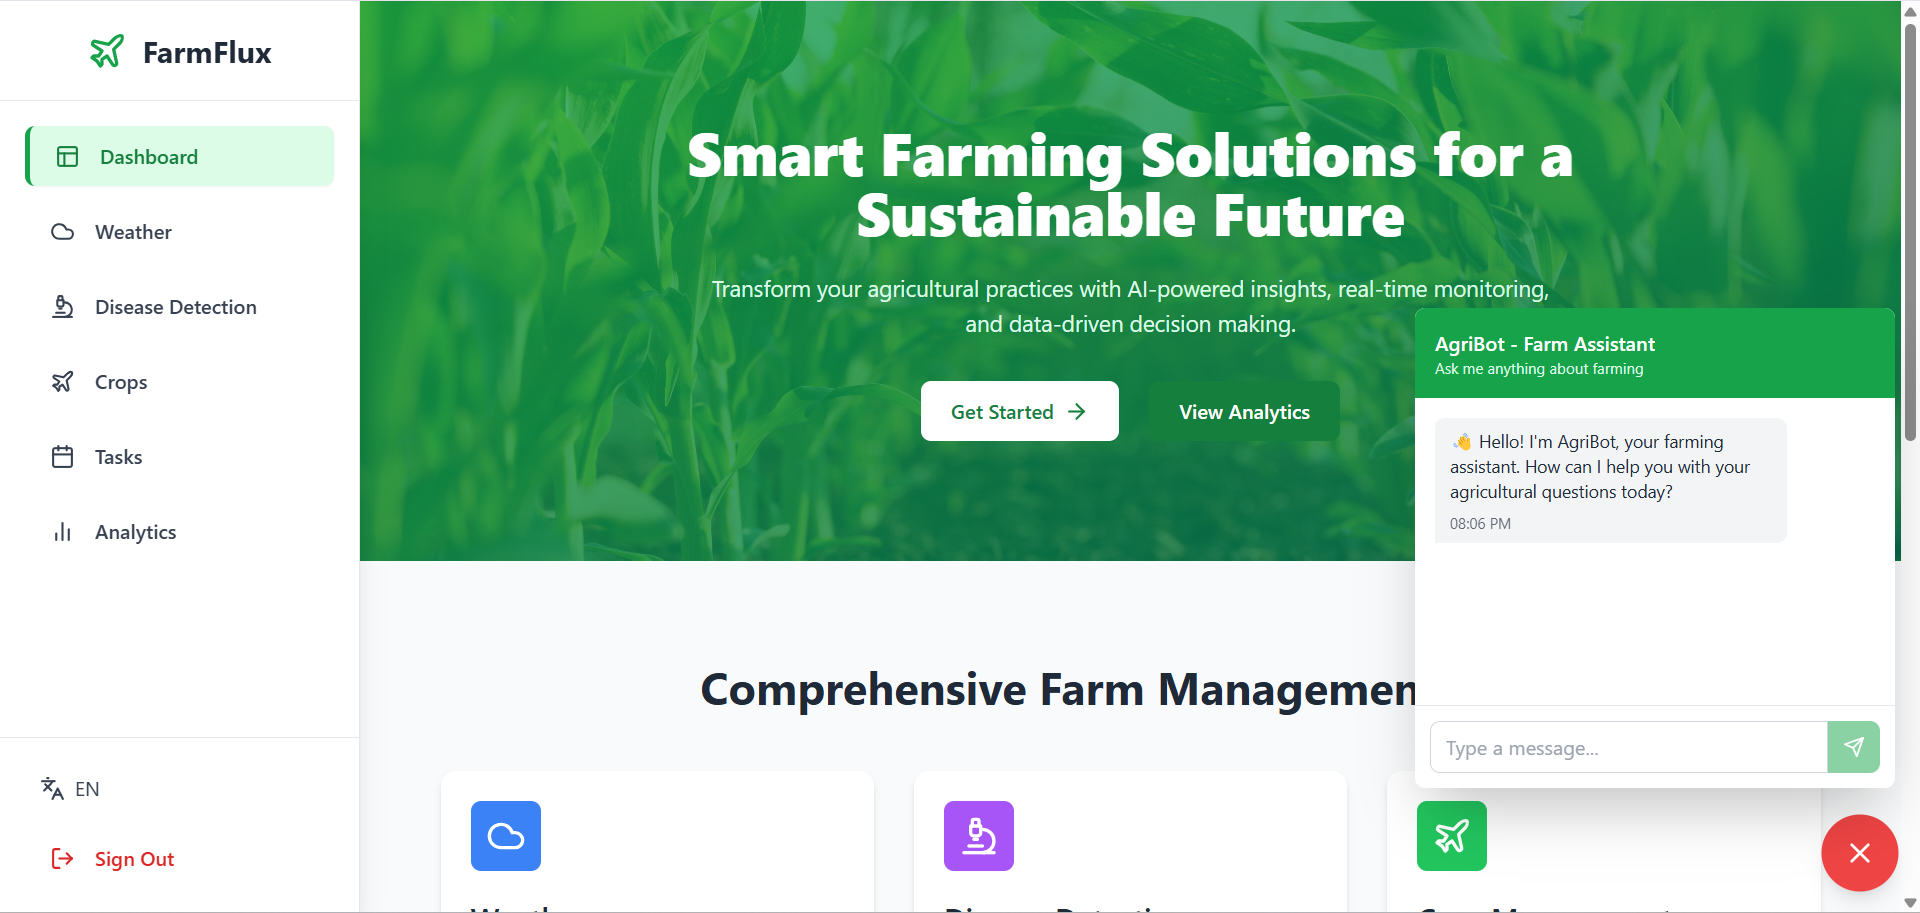 FarmFlux
Dashboard
Weather
Disease Detection
Crops
Tasks
Analytics
EN
Sign Out
Smart Farming Solutions for a
Sustainable Future
Transform your agricultural practices with AI-powered insights, real-time monitoring,
and data-driven decision making.
Get Started
View Analytics
Comprehensive Farm
AgriBot - Farm Assistant
Ask me anything about farming
👋 Hello! I'm AgriBot, your farming
assistant. How can I help you with your
agricultural questions today?
08:06 PM
Type a message...